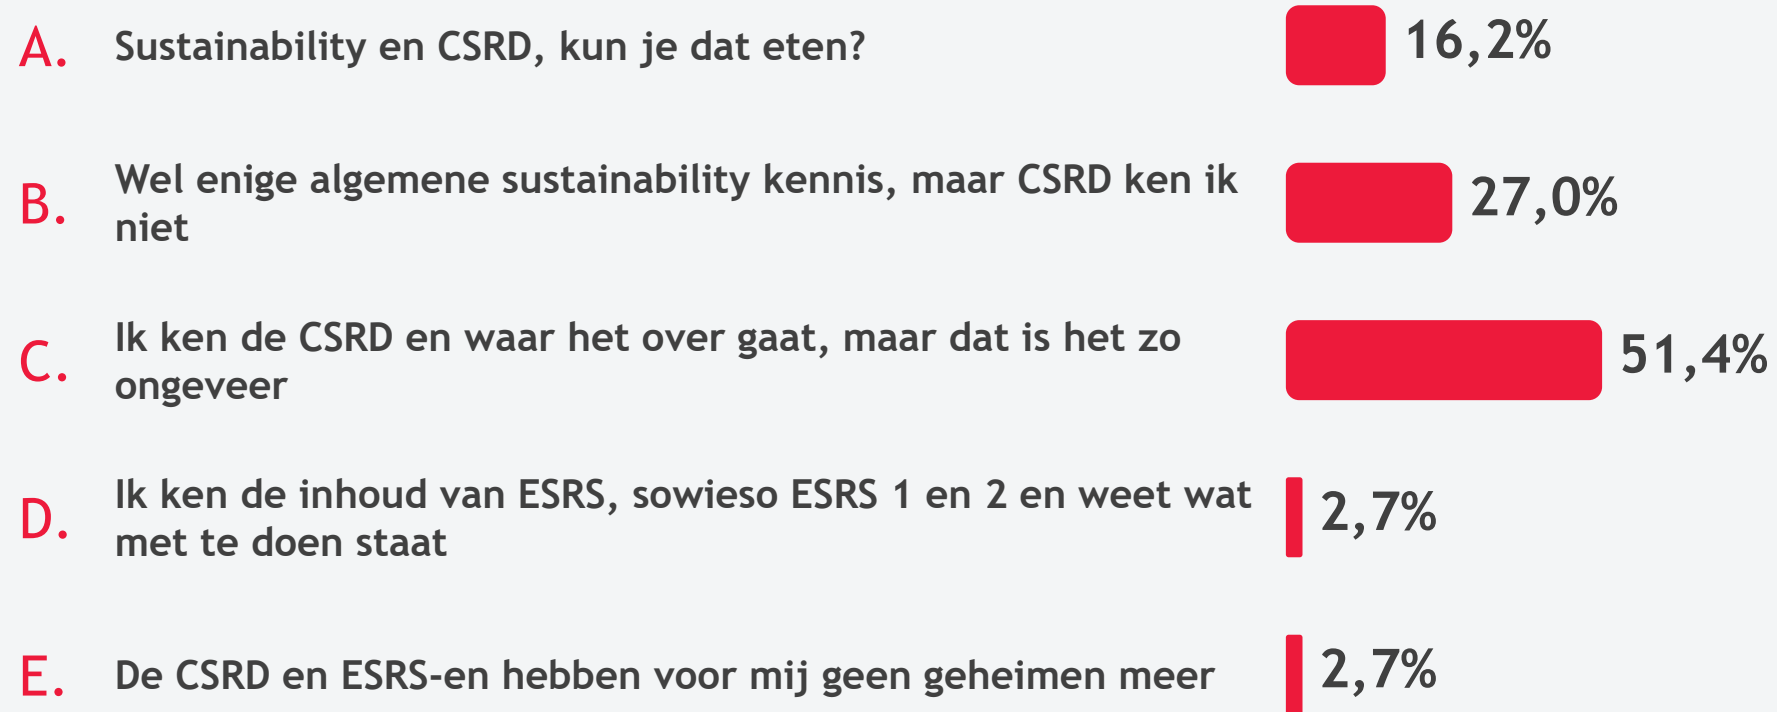 A. Sustainability en CSRD, kun je dat eten? 16,2%
B. Wel enige algemene sustainability kennis, maar CSRD ken ik 27,0%
niet
C. Ik ken de CSRD en waar het over gaat, maar dat is het zo 51,4%
ongeveer
D. Ik ken de inhoud van ESRS, sowieso ESRS 1 en 2 en weet wat 2,7%
met te doen staat
E. De CSRD en ESRS-en hebben voor mij geen geheimen meer 2,7%